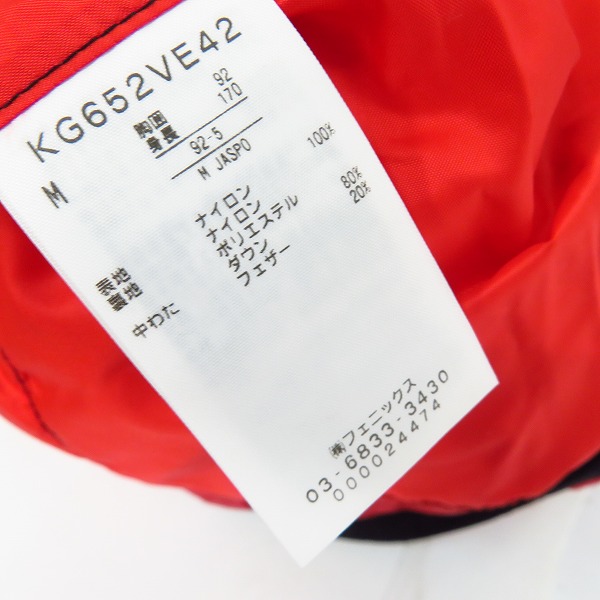 KG652VE42
M 胸囲 92
身長 170
92-5
M JASPO
表地 ナイロン 100%
裏地 ナイロン
ポリエステル
中わた ダウン 80%
フェザー 20%
㈱フェニックス
03-6833-3430
000024474